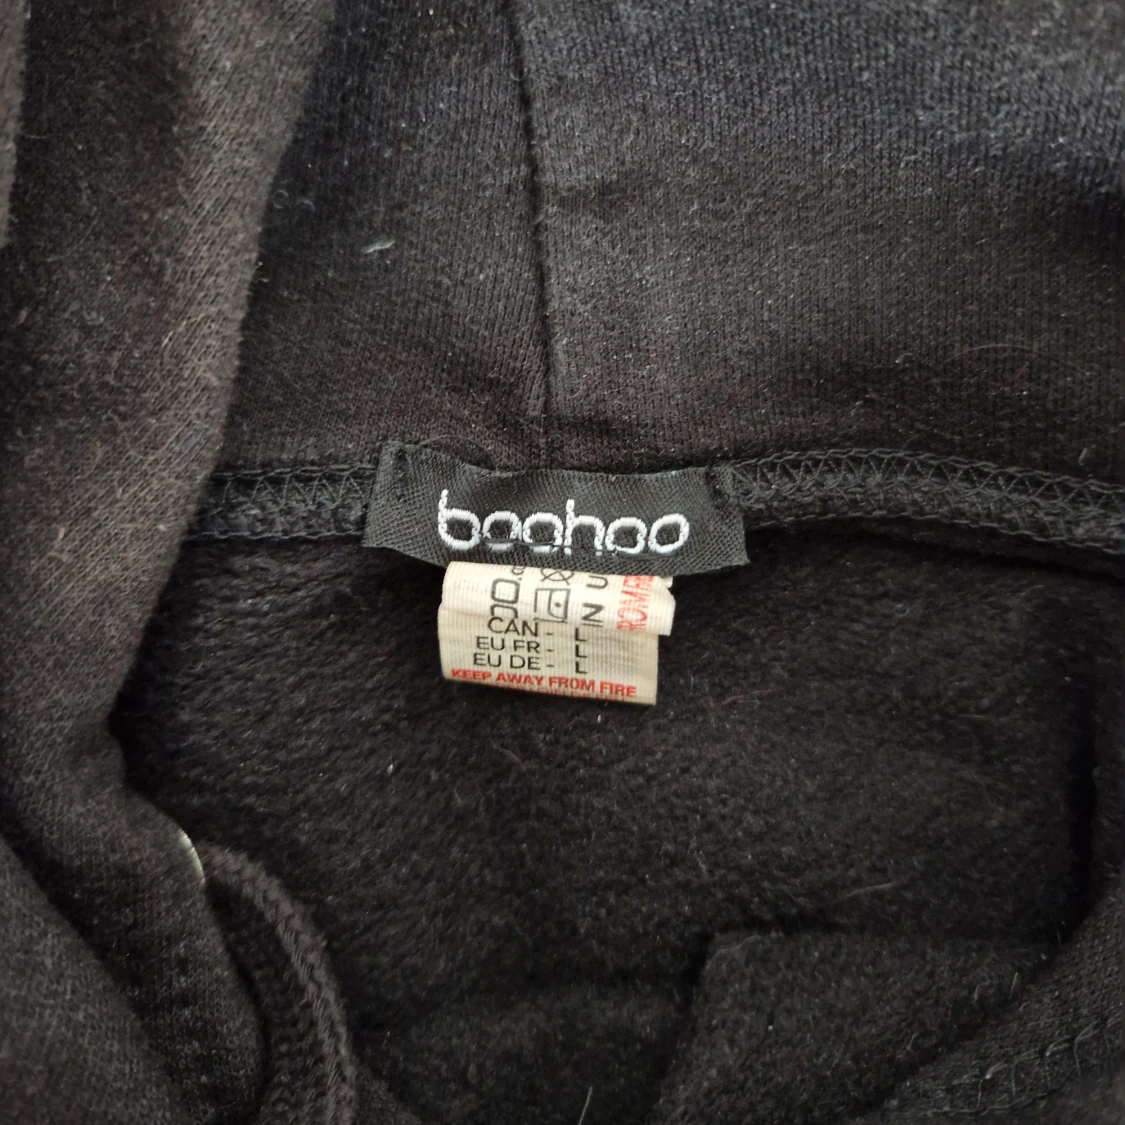 boohoo
CAN - L
EU FR - L
EU DE - L
KEEP AWAY FROM FIRE